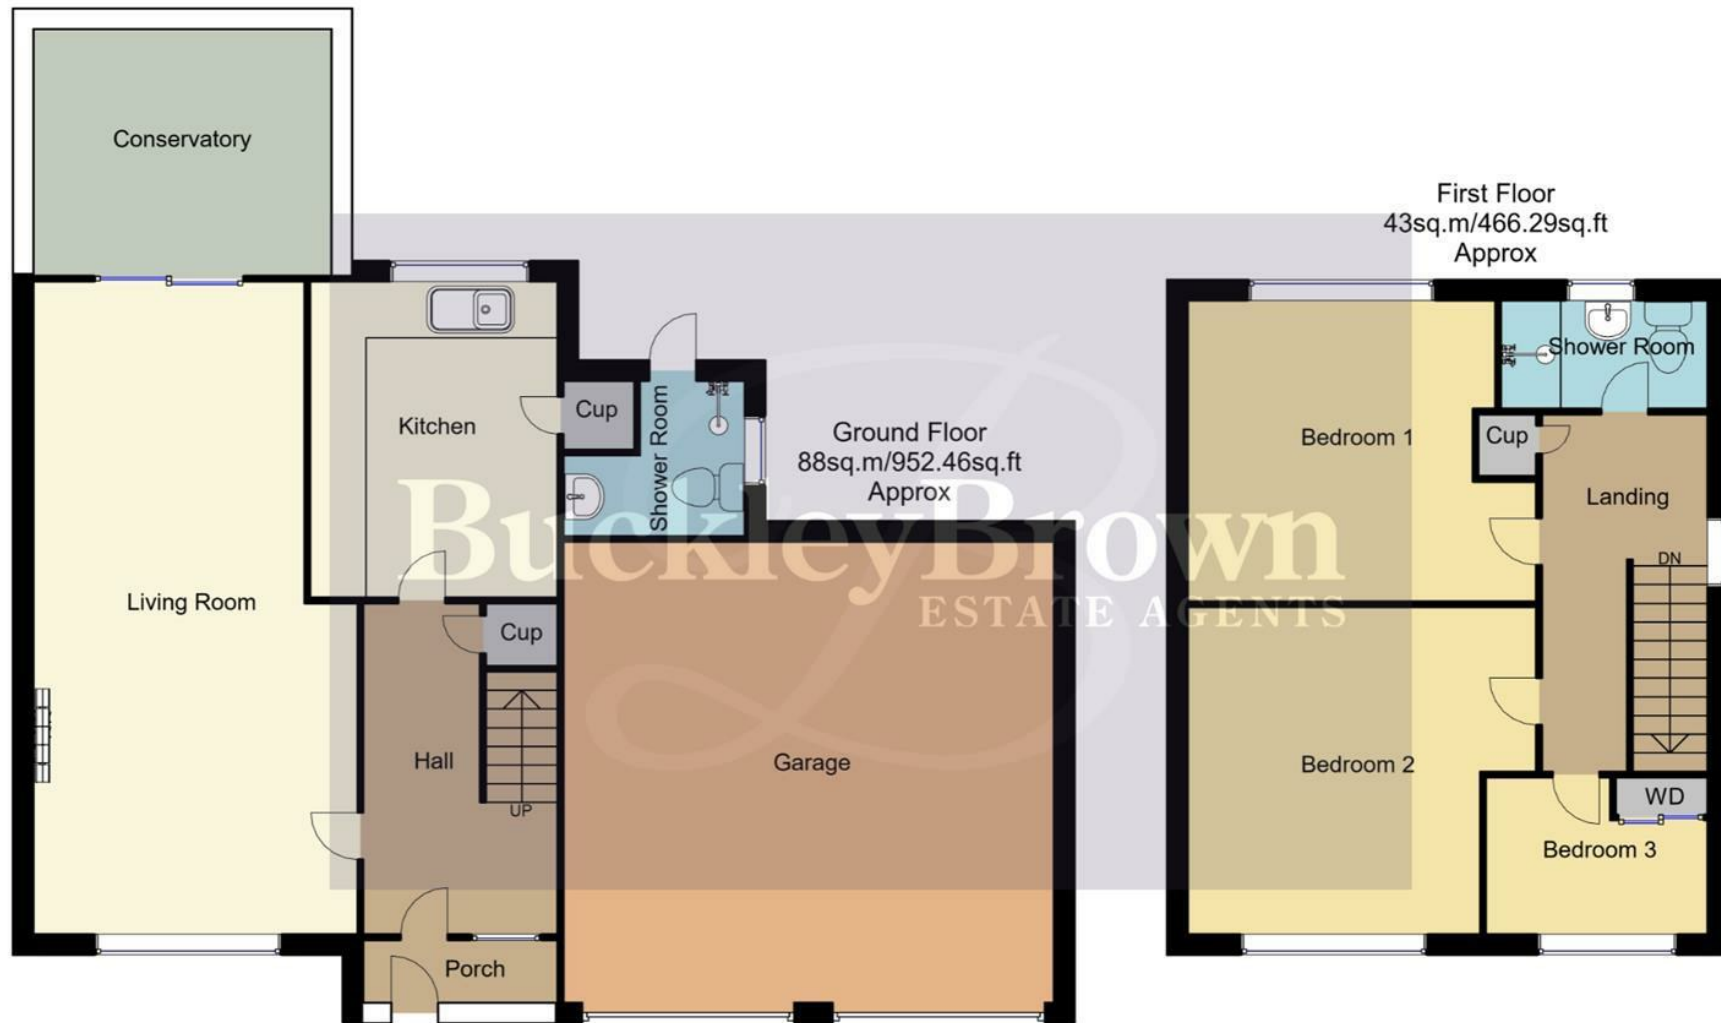 Conservatory
First Floor
43sq.m/466.29sq.ft
Approx
Shower Room
Kitchen
Cup
Shower Room
Ground Floor
88sq.m/952.46sq.ft
Approx
Bedroom 1
Cup
Landing
BuckleyBrown
ESTATE AGENTS
DN
Living Room
Cup
Hall
UP
Garage
Bedroom 2
WD
Bedroom 3
Porch